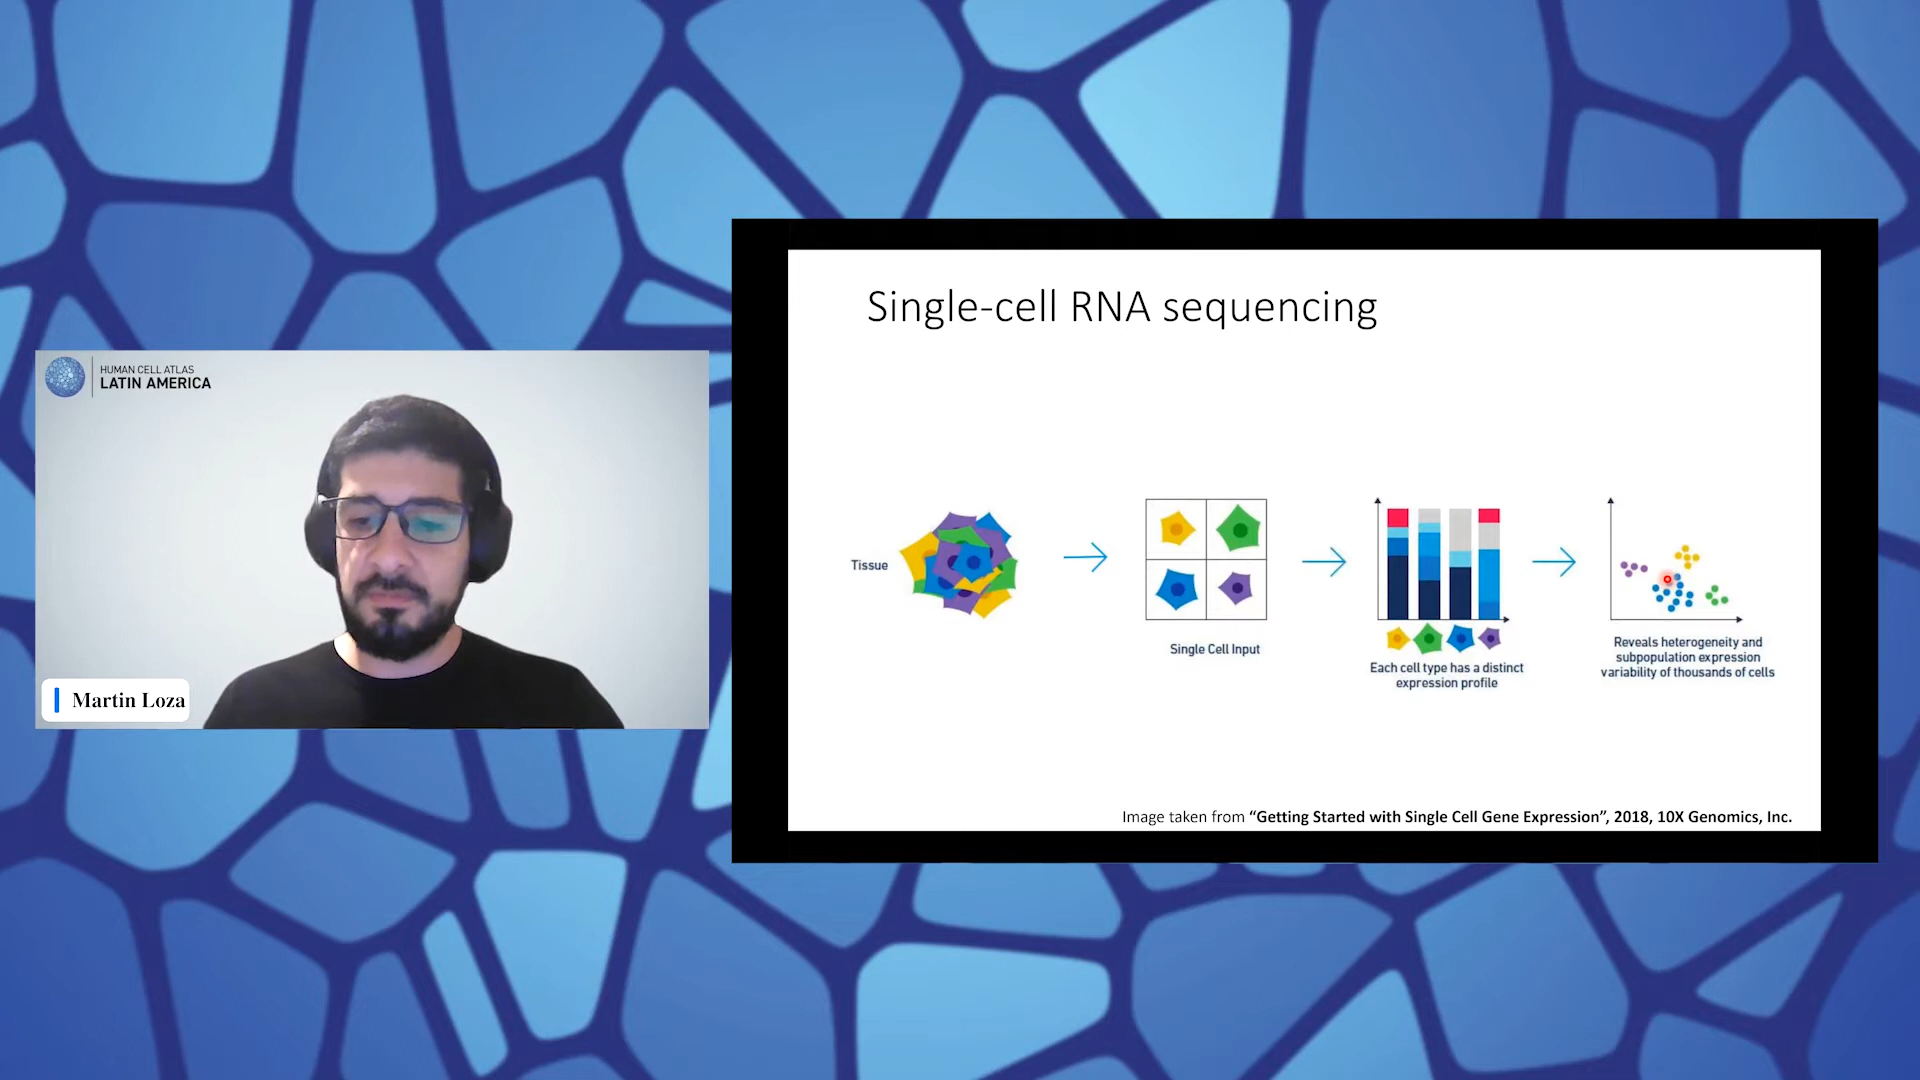 HUMAN CELL ATLAS
LATIN AMERICA
Martin Loza
Single-cell RNA sequencing
Tissue
Single Cell Input
Each cell type has a distinct
expression profile
Reveals heterogeneity and
subpopulation expression
variability of thousands of cells
Image taken from “Getting Started with Single Cell Gene Expression”, 2018, 10X Genomics, Inc.